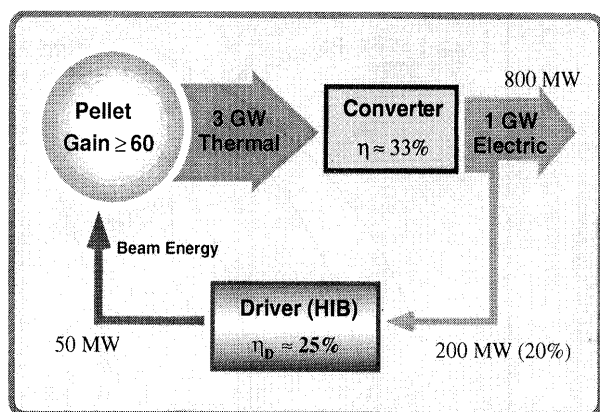 800 MW
Pellet
Gain ≥ 60
3 GW
Thermal
Converter
η ≈ 33%
1 GW
Electric
Beam Energy
Driver (HIB)
η_D ≈ 25%
50 MW
200 MW (20%)